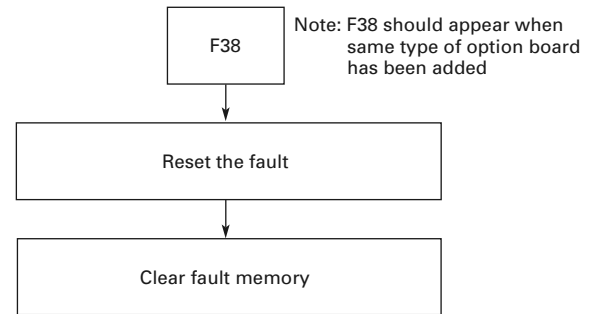 F38
Note: F38 should appear when
same type of option board
has been added
Reset the fault
Clear fault memory